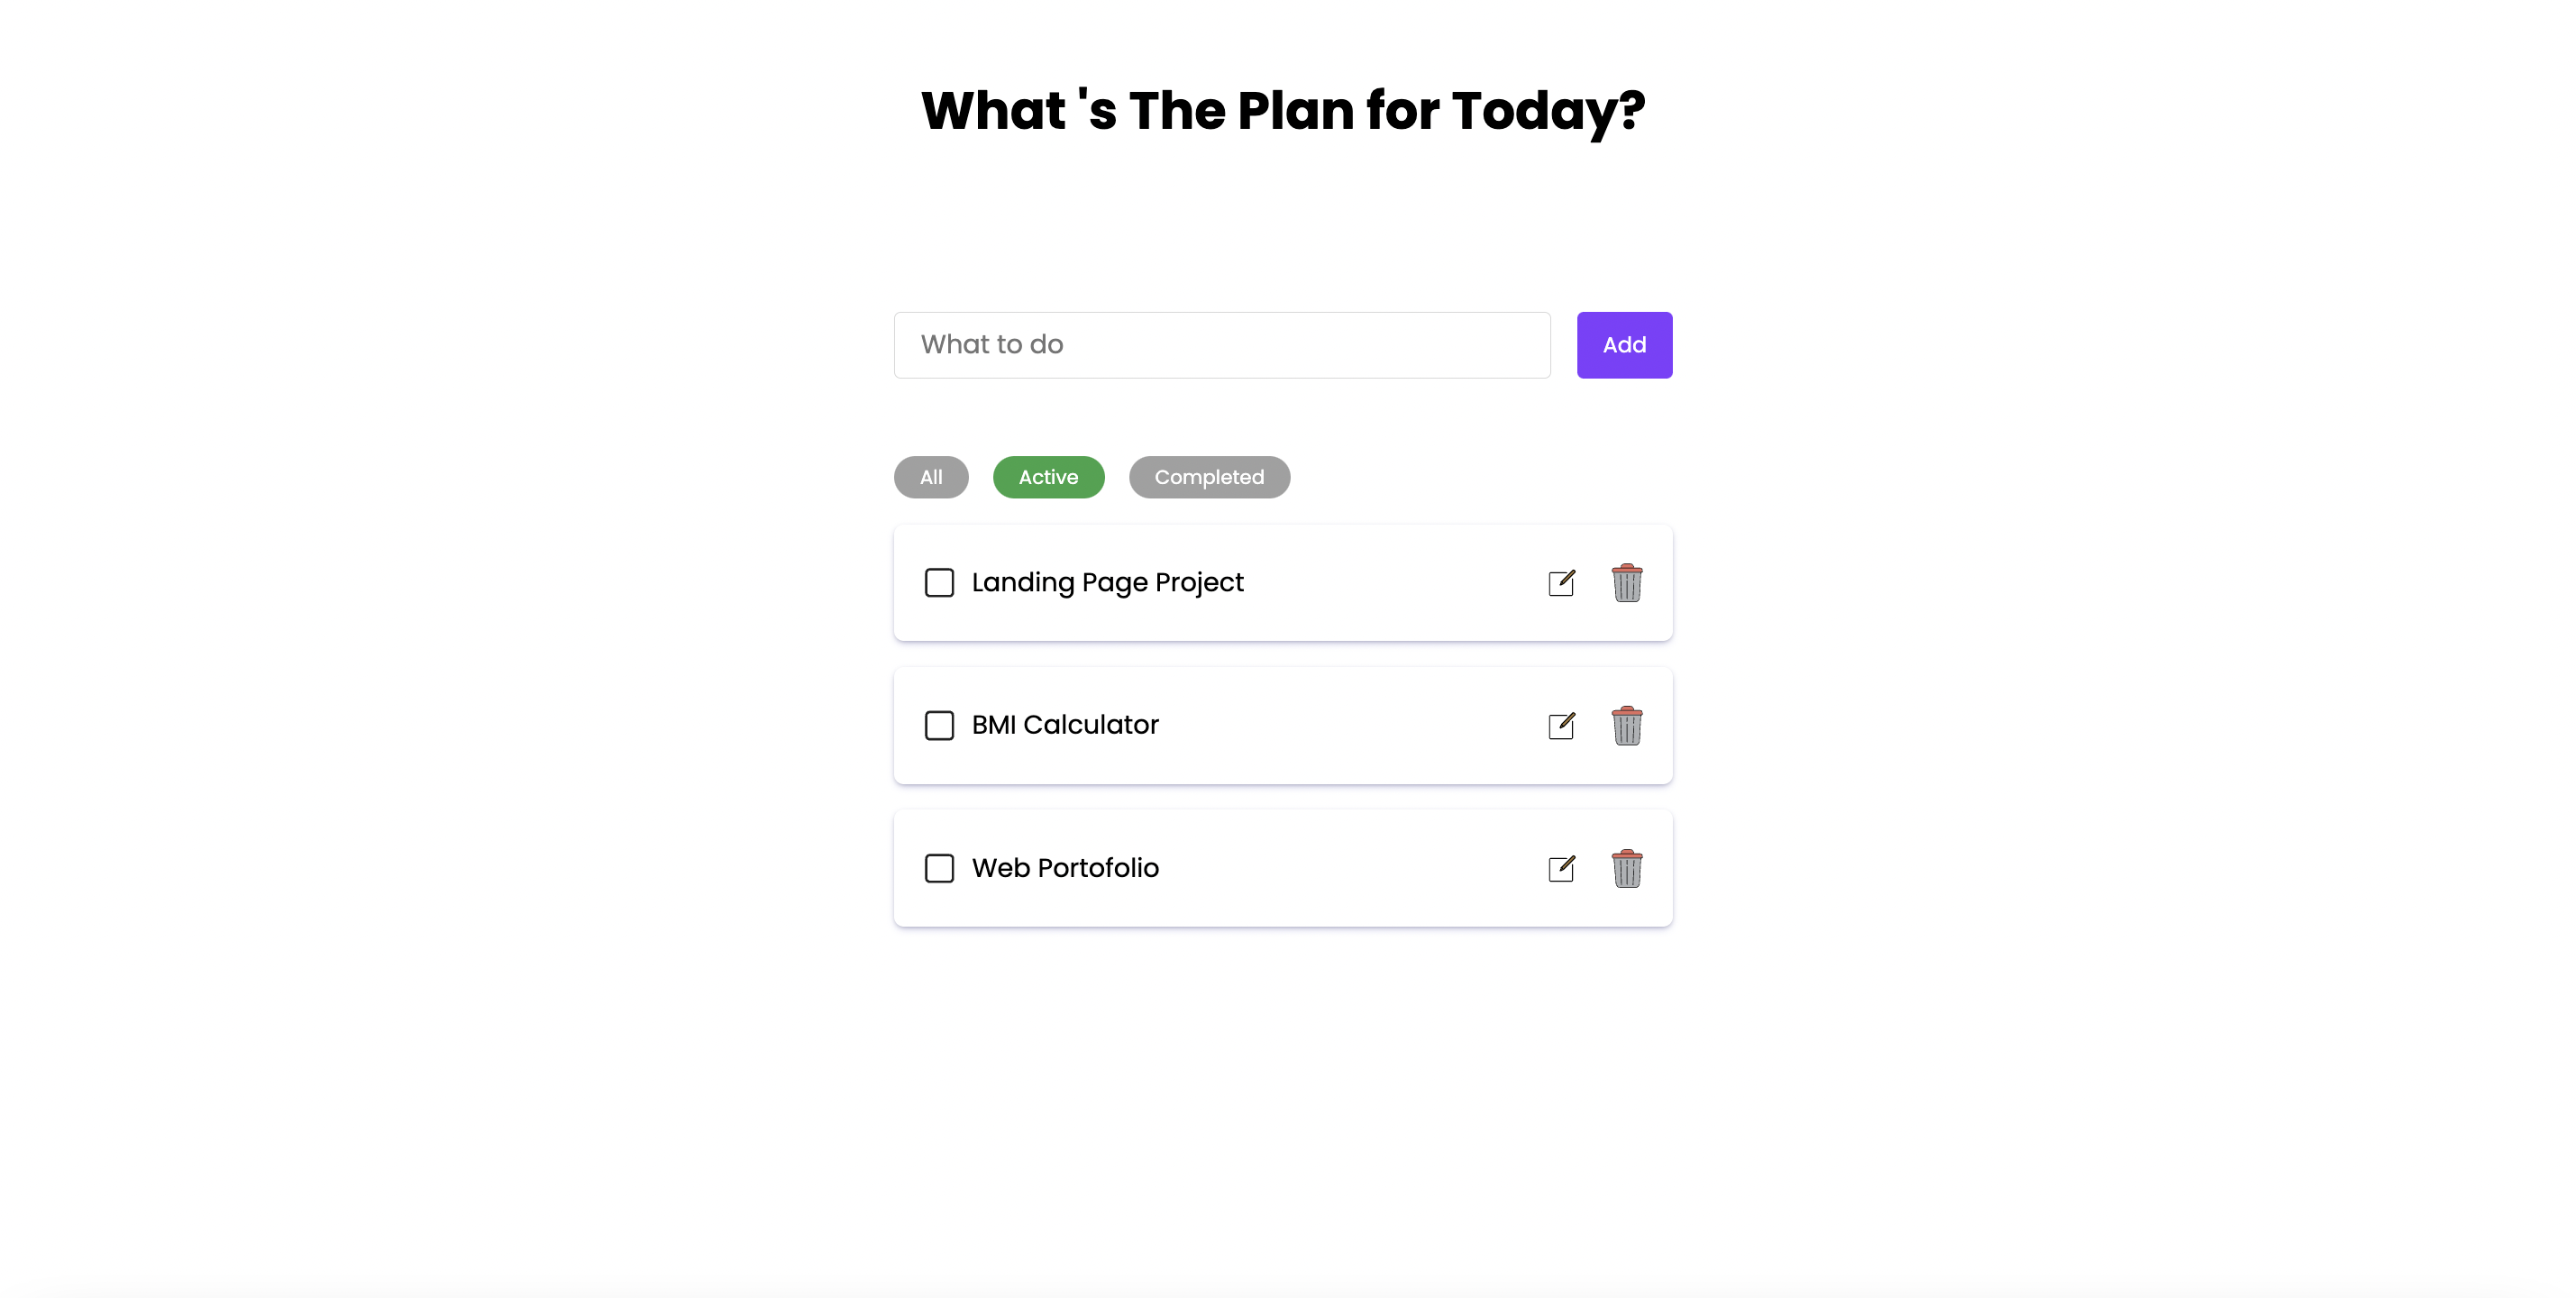 What 's The Plan for Today?
What to do
Add
All Active Completed
Landing Page Project
BMI Calculator
Web Portofolio